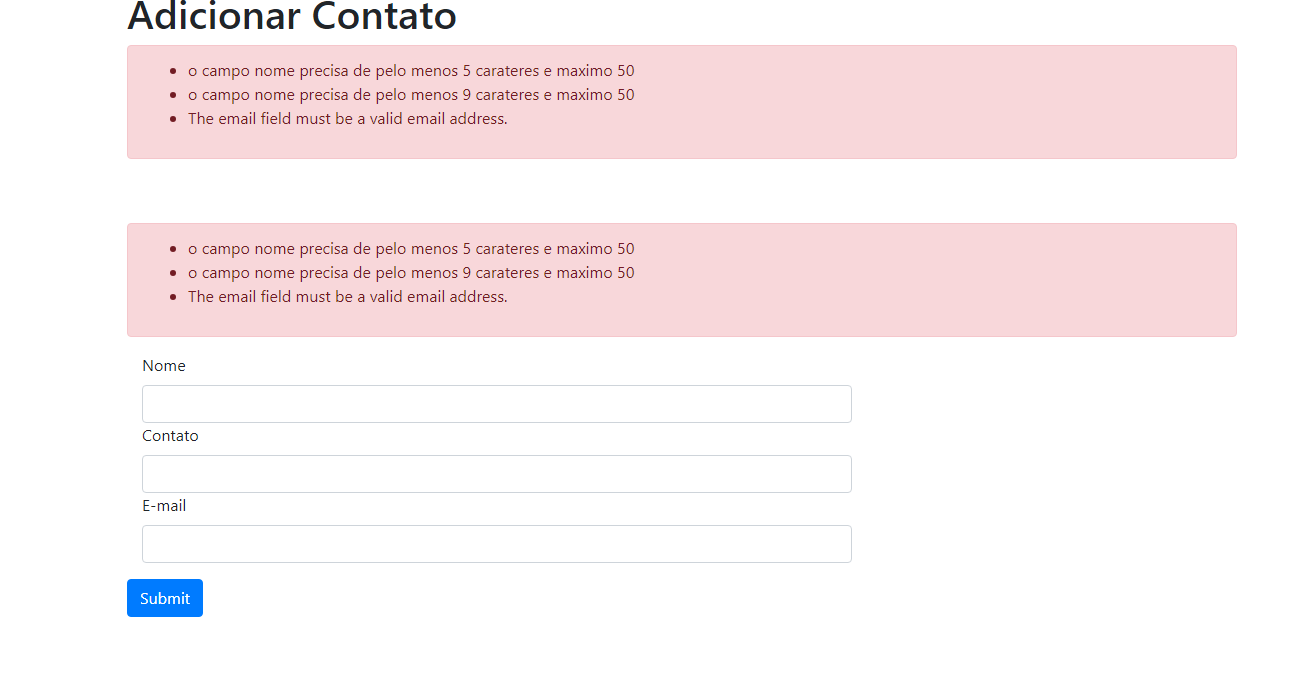 Adicionar Contato
o campo nome precisa de pelo menos 5 carateres e maximo 50
o campo nome precisa de pelo menos 9 carateres e maximo 50
The email field must be a valid email address.
o campo nome precisa de pelo menos 5 carateres e maximo 50
o campo nome precisa de pelo menos 9 carateres e maximo 50
The email field must be a valid email address.
Nome
Contato
E-mail
Submit